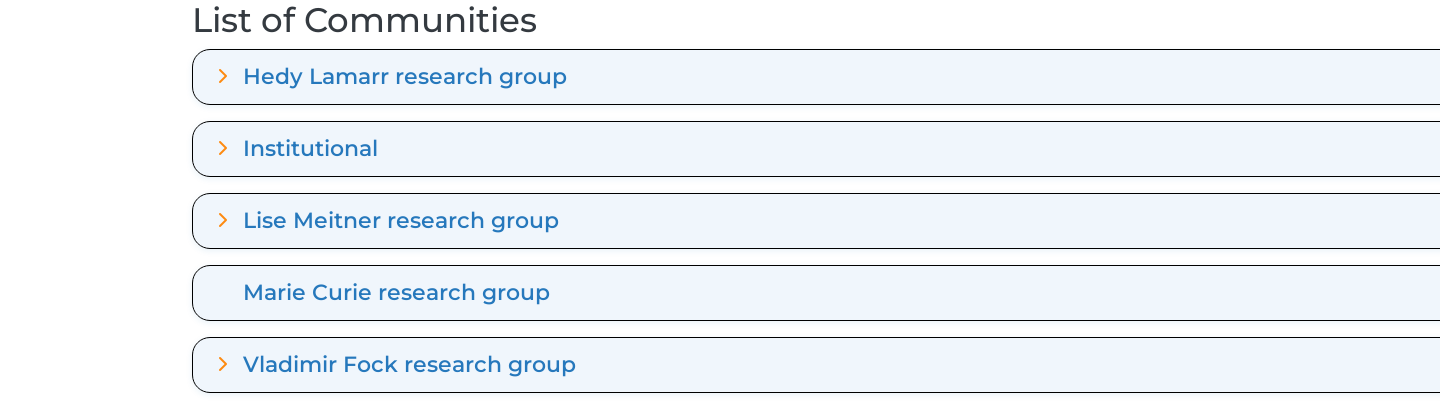 List of Communities
Hedy Lamarr research group
Institutional
Lise Meitner research group
Marie Curie research group
Vladimir Fock research group